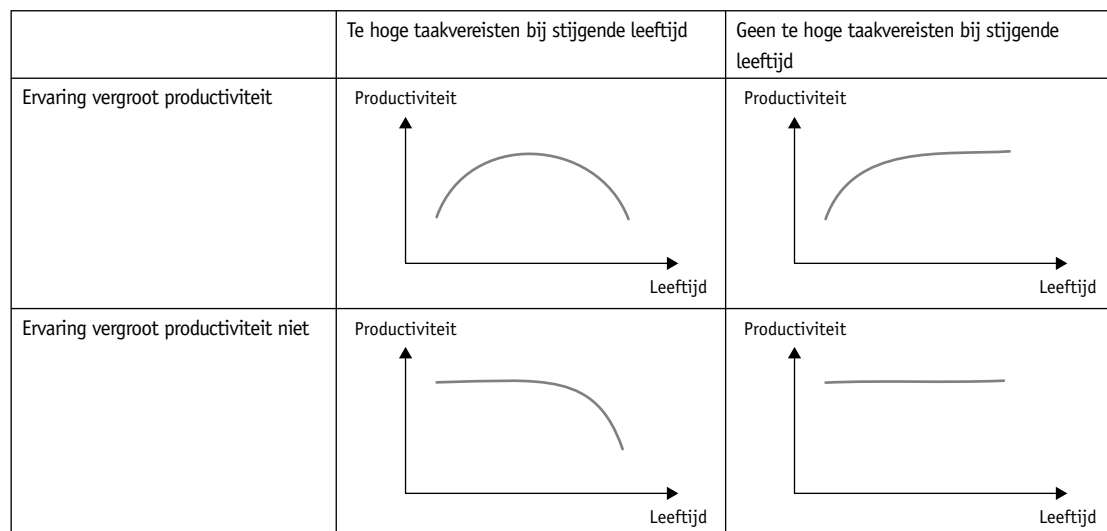 Te hoge taakvereisten bij stijgende leeftijd
Geen te hoge taakvereisten bij stijgende
leeftijd
Ervaring vergroot productiviteit
Productiviteit
Leeftijd
Productiviteit
Leeftijd
Ervaring vergroot productiviteit niet
Productiviteit
Leeftijd
Productiviteit
Leeftijd